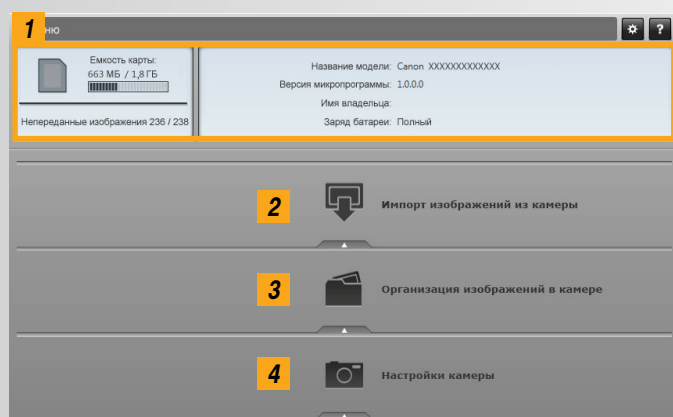 1
ню
?
Емкость карты:
663 МБ / 1,8 ГБ
Непереданные изображения 236 / 238
Название модели: Canon XXXXXXXXXXXXX
Версия микропрограммы: 1.0.0.0
Имя владельца:
Заряд батареи: Полный
2 Импорт изображений из камеры
3 Организация изображений в камере
4 Настройки камеры